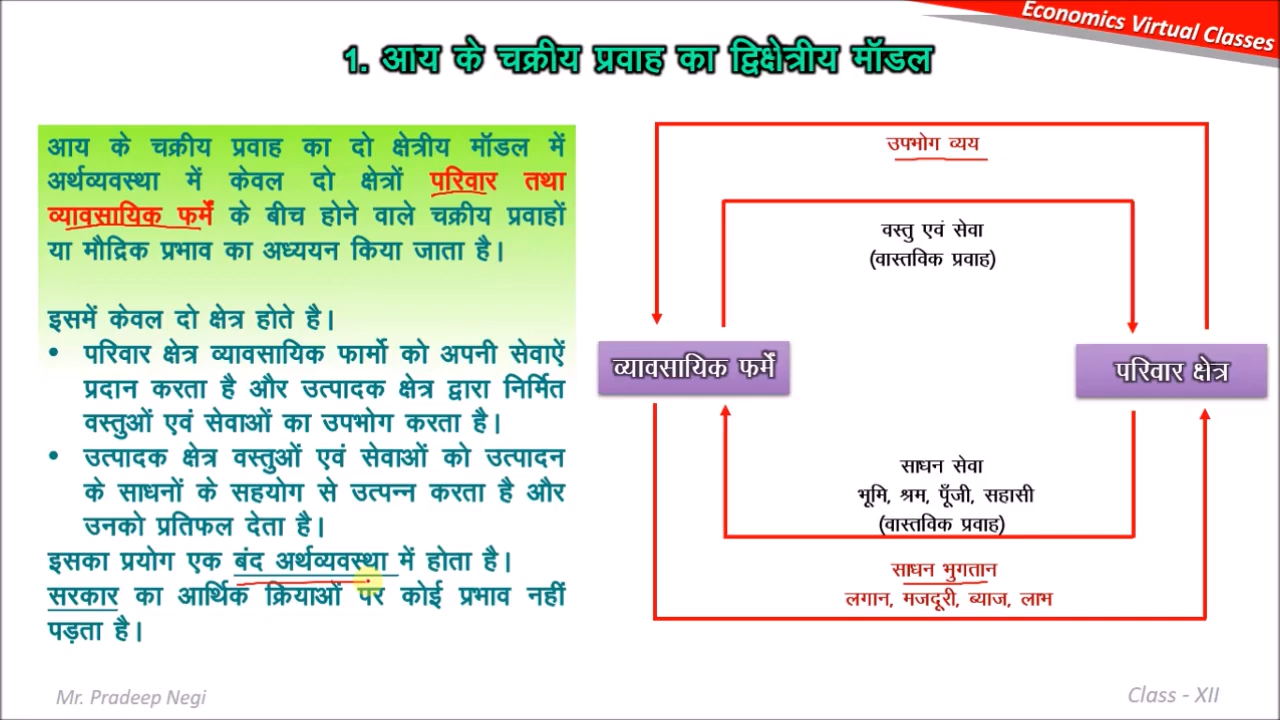 Economics Virtual Classes
1. आय के चक्रीय प्रवाह का द्विक्षेत्रीय मॉडल
आय के चक्रीय प्रवाह का दो क्षेत्रीय मॉडल में
अर्थव्यवस्था में केवल दो क्षेत्रों परिवार तथा
व्यावसायिक फर्में के बीच होने वाले चक्रीय प्रवाहों
या मौद्रिक प्रभाव का अध्ययन किया जाता है।
इसमें केवल दो क्षेत्र होते है।
• परिवार क्षेत्र व्यावसायिक फार्मो को अपनी सेवाऐं
प्रदान करता है और उत्पादक क्षेत्र द्वारा निर्मित
वस्तुओं एवं सेवाओं का उपभोग करता है।
• उत्पादक क्षेत्र वस्तुओं एवं सेवाओं को उत्पादन
के साधनों के सहयोग से उत्पन्न करता है और
उनको प्रतिफल देता है।
इसका प्रयोग एक बंद अर्थव्यवस्था में होता है।
सरकार का आर्थिक क्रियाओं पर कोई प्रभाव नहीं
पड़ता है।
उपभोग व्यय
वस्तु एवं सेवा
(वास्तविक प्रवाह)
व्यावसायिक फर्में
परिवार क्षेत्र
साधन सेवा
भूमि, श्रम, पूँजी, सहासी
(वास्तविक प्रवाह)
साधन भुगतान
लगान, मजदूरी, ब्याज, लाभ
Mr. Pradeep Negi
Class - XII